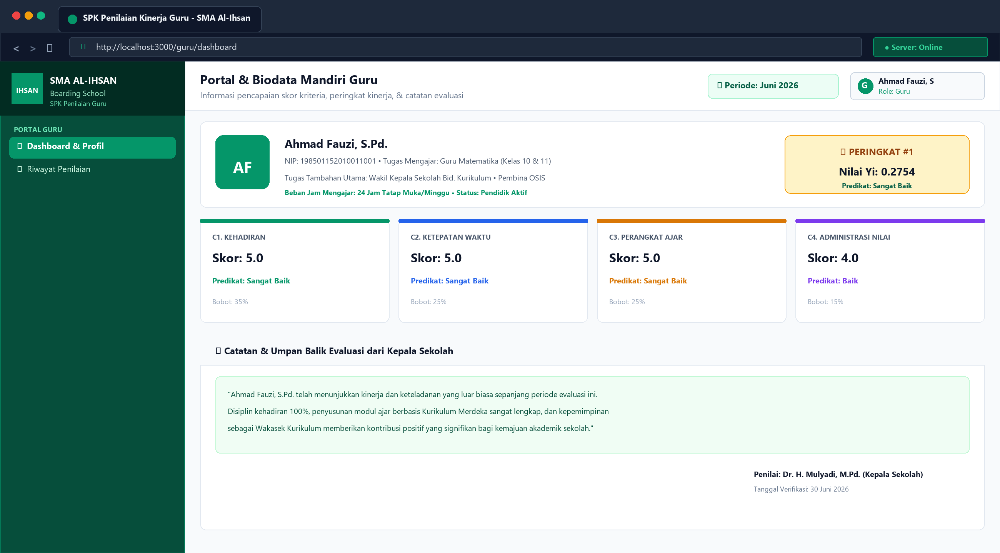 SPK Penilaian Kinerja Guru - SMA Al-Ihsan
< >
http://localhost:3000/guru/dashboard
● Server: Online
IHSAN
SMA AL-IHSAN
Boarding School
SPK Penilaian Guru
PORTAL GURU
Dashboard & Profil
Riwayat Penilaian
Portal & Biodata Mandiri Guru
Informasi pencapaian skor kriteria, peringkat kinerja, & catatan evaluasi
Periode: Juni 2026
G
Ahmad Fauzi, S
Role: Guru
AF
Ahmad Fauzi, S.Pd.
NIP: 198501152010011001 • Tugas Mengajar: Guru Matematika (Kelas 10 & 11)
Tugas Tambahan Utama: Wakil Kepala Sekolah Bid. Kurikulum • Pembina OSIS
Beban Jam Mengajar: 24 Jam Tatap Muka/Minggu • Status: Pendidik Aktif
PERINGKAT #1
Nilai Yi: 0.2754
Predikat: Sangat Baik
C1. KEHADIRAN
Skor: 5.0
Predikat: Sangat Baik
Bobot: 35%
C2. KETEPATAN WAKTU
Skor: 5.0
Predikat: Sangat Baik
Bobot: 25%
C3. PERANGKAT AJAR
Skor: 5.0
Predikat: Sangat Baik
Bobot: 25%
C4. ADMINISTRASI NILAI
Skor: 4.0
Predikat: Baik
Bobot: 15%
Catatan & Umpan Balik Evaluasi dari Kepala Sekolah
"Ahmad Fauzi, S.Pd. telah menunjukkan kinerja dan keteladanan yang luar biasa sepanjang periode evaluasi ini.
Disiplin kehadiran 100%, penyusunan modul ajar berbasis Kurikulum Merdeka sangat lengkap, dan kepemimpinan
sebagai Wakasek Kurikulum memberikan kontribusi positif yang signifikan bagi kemajuan akademik sekolah."
Penilai: Dr. H. Mulyadi, M.Pd. (Kepala Sekolah)
Tanggal Verifikasi: 30 Juni 2026